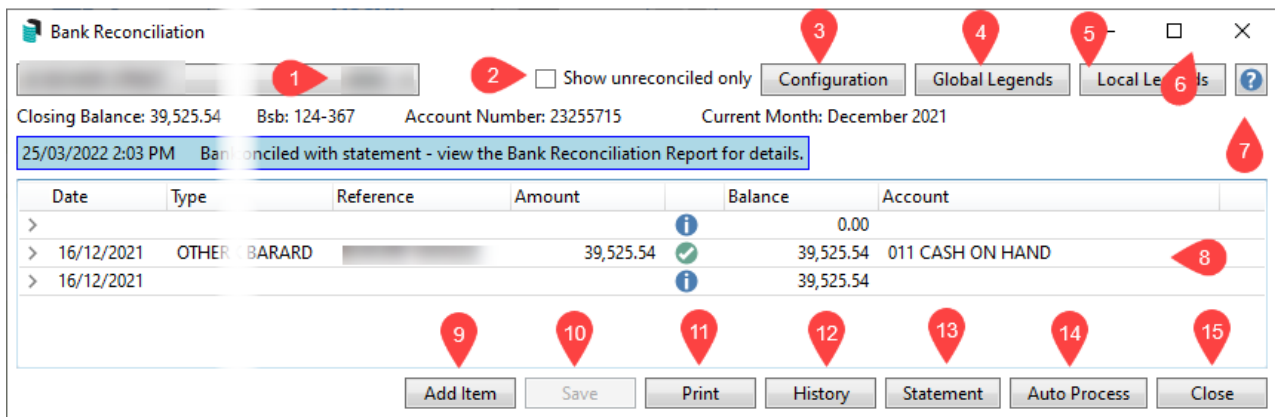 Bank Reconciliation
3 4 5 6
1 2 Show unreconciled only Configuration Global Legends Local Legends ?
Closing Balance: 39,525.54 Bsb: 124-367 Account Number: 23255715 Current Month: December 2021
7
25/03/2022 2:03 PM Ban onciled with statement - view the Bank Reconciliation Report for details.
Date Type Reference Amount Balance Account
0.00
16/12/2021 OTHER BARARD 39,525.54 39,525.54 011 CASH ON HAND 8
16/12/2021 39,525.54
9 10 11 12 13 14 15
Add Item Save Print History Statement Auto Process Close